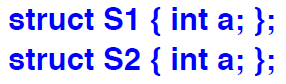 struct S1 { int a; };
struct S2 { int a; };